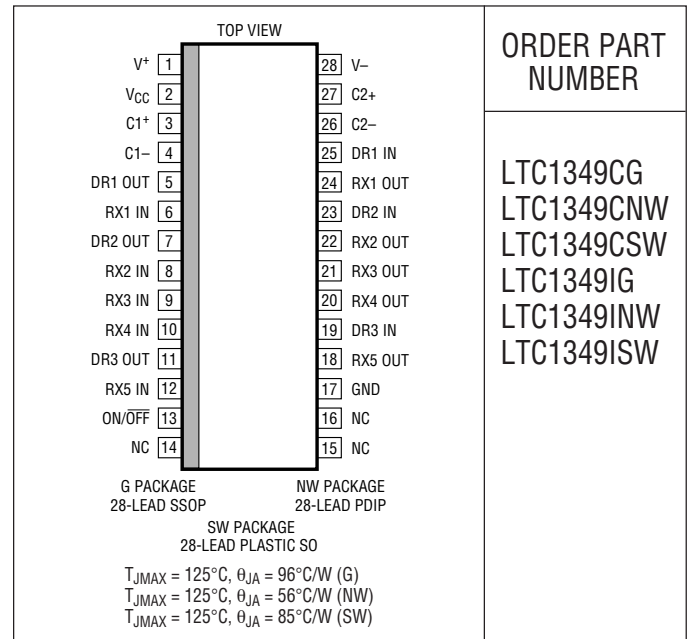 TOP VIEW
V+ 1
28 V–
VCC 2
27 C2+
C1+ 3
26 C2–
C1– 4
25 DR1 IN
DR1 OUT 5
24 RX1 OUT
RX1 IN 6
23 DR2 IN
DR2 OUT 7
22 RX2 OUT
RX2 IN 8
21 RX3 OUT
RX3 IN 9
20 RX4 OUT
RX4 IN 10
19 DR3 IN
DR3 OUT 11
18 RX5 OUT
RX5 IN 12
17 GND
ON/OFF 13
16 NC
NC 14
15 NC
G PACKAGE
28-LEAD SSOP
NW PACKAGE
28-LEAD PDIP
SW PACKAGE
28-LEAD PLASTIC SO
TJMAX = 125°C, θJA = 96°C/W (G)
TJMAX = 125°C, θJA = 56°C/W (NW)
TJMAX = 125°C, θJA = 85°C/W (SW)
ORDER PART
NUMBER
LTC1349CG
LTC1349CNW
LTC1349CSW
LTC1349IG
LTC1349INW
LTC1349ISW